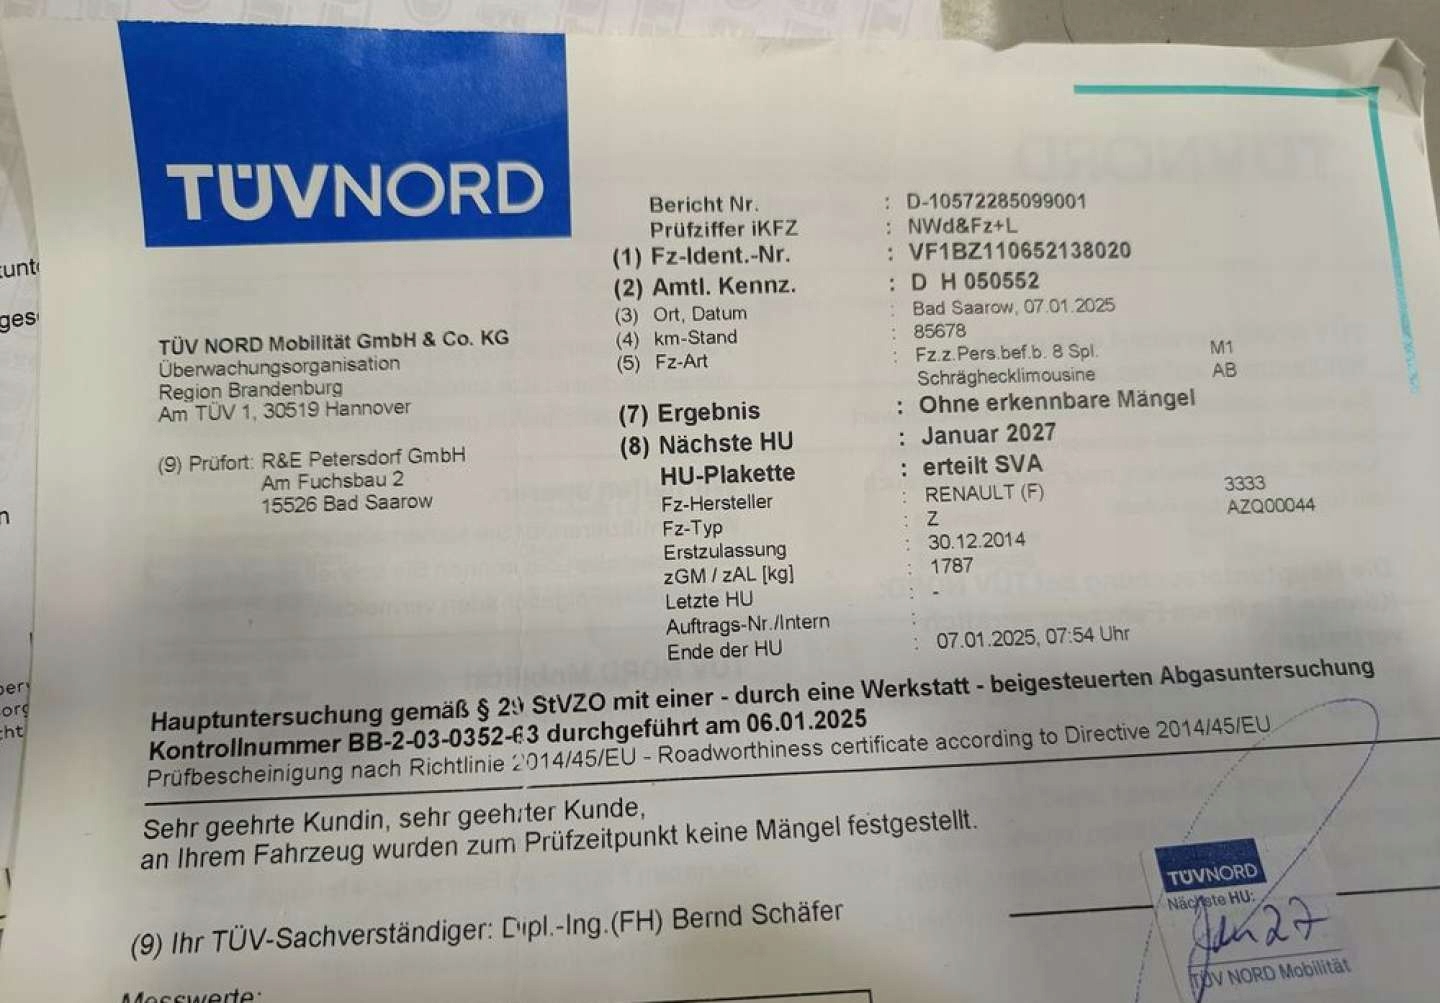 TÜVNORD
Bericht Nr. : D-10572285099001
Prüfziffer iKFZ : NWd&Fz+L
(1) Fz-Ident.-Nr. : VF1BZ110652138020
(2) Amtl. Kennz. : D H 050552
(3) Ort, Datum : Bad Saarow, 07.01.2025
(4) km-Stand : 85678
(5) Fz-Art : Fz.z.Pers.bef.b. 8 Spl. M1
Schräghecklimousine AB
(7) Ergebnis : Ohne erkennbare Mängel
(8) Nächste HU : Januar 2027
HU-Plakette : erteilt SVA
Fz-Hersteller : RENAULT (F) 3333
Fz-Typ : Z AZQ00044
Erstzulassung : 30.12.2014
zGM / zAL [kg] : 1787
Letzte HU : -
Auftrags-Nr./Intern :
Ende der HU : 07.01.2025, 07:54 Uhr
TÜV NORD Mobilität GmbH & Co. KG
Überwachungsorganisation
Region Brandenburg
Am TÜV 1, 30519 Hannover
(9) Prüfort: R&E Petersdorf GmbH
Am Fuchsbau 2
15526 Bad Saarow
Hauptuntersuchung gemäß § 29 StVZO mit einer - durch eine Werkstatt - beigesteuerten Abgasuntersuchung
Kontrollnummer BB-2-03-0352-63 durchgeführt am 06.01.2025
Prüfbescheinigung nach Richtlinie 2014/45/EU - Roadworthiness certificate according to Directive 2014/45/EU
Sehr geehrte Kundin, sehr geehrter Kunde,
an Ihrem Fahrzeug wurden zum Prüfzeitpunkt keine Mängel festgestellt.
(9) Ihr TÜV-Sachverständiger: Dipl.-Ing.(FH) Bernd Schäfer
TÜVNORD
Nächste HU:
Jan 27
TÜV NORD Mobilität
Messwerte: